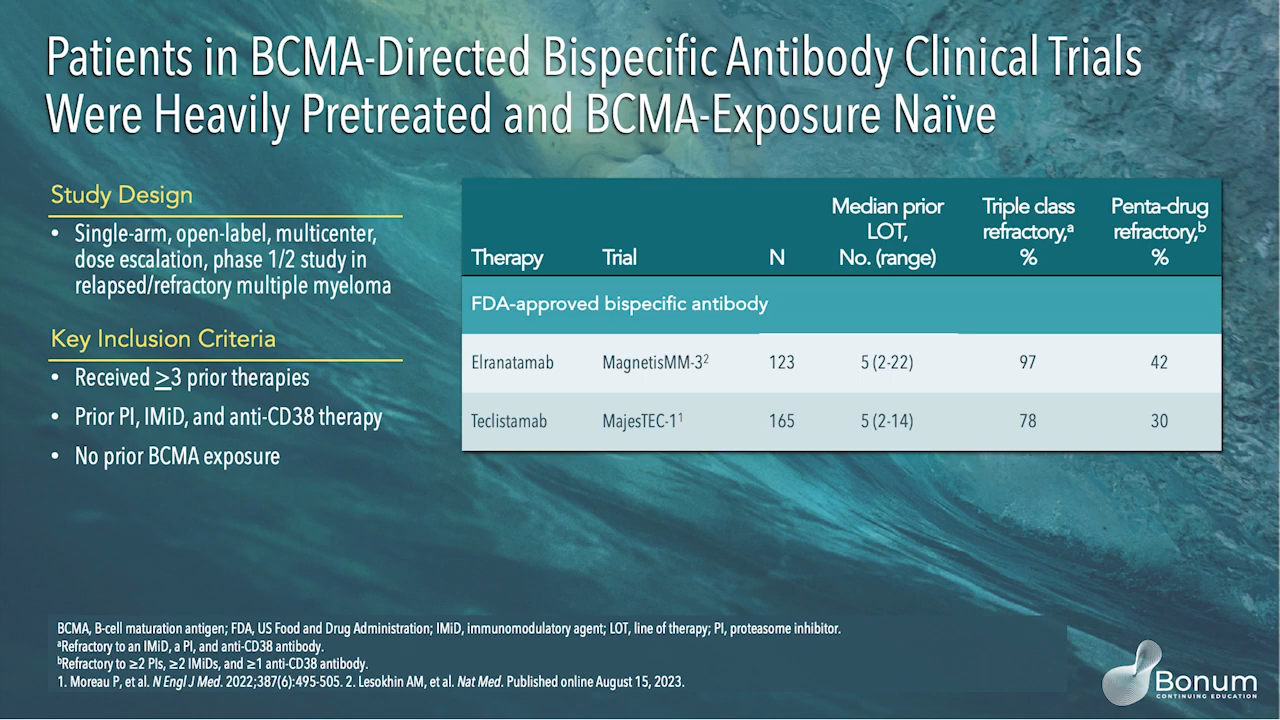 Patients in BCMA-Directed Bispecific Antibody Clinical Trials
Were Heavily Pretreated and BCMA-Exposure Naïve
Study Design
• Single-arm, open-label, multicenter,
dose escalation, phase 1/2 study in
relapsed/refractory multiple myeloma
Key Inclusion Criteria
• Received ≥3 prior therapies
• Prior PI, IMiD, and anti-CD38 therapy
• No prior BCMA exposure
Therapy Trial N Median prior LOT, No. (range) Triple class refractory,ᵃ % Penta-drug refractory,ᵇ %
FDA-approved bispecific antibody
Elranatamab MagnetisMM-3² 123 5 (2-22) 97 42
Teclistamab MajesTEC-1¹ 165 5 (2-14) 78 30
BCMA, B-cell maturation antigen; FDA, US Food and Drug Administration; IMiD, immunomodulatory agent; LOT, line of therapy; PI, proteasome inhibitor.
ᵃRefractory to an IMiD, a PI, and anti-CD38 antibody.
ᵇRefractory to ≥2 PIs, ≥2 IMiDs, and ≥1 anti-CD38 antibody.
1. Moreau P, et al. N Engl J Med. 2022;387(6):495-505. 2. Lesokhin AM, et al. Nat Med. Published online August 15, 2023.
Bonum
CONTINUING EDUCATION